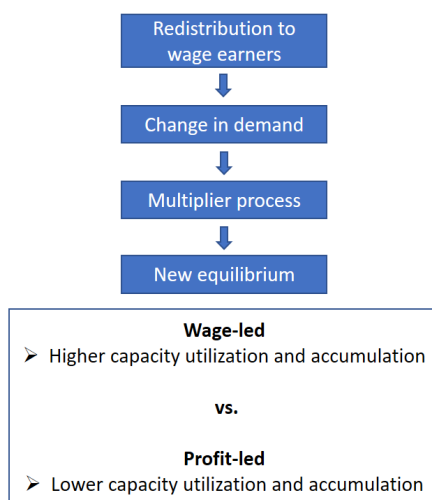 Redistribution to
wage earners
Change in demand
Multiplier process
New equilibrium
Wage-led
➢ Higher capacity utilization and accumulation
vs.
Profit-led
➢ Lower capacity utilization and accumulation